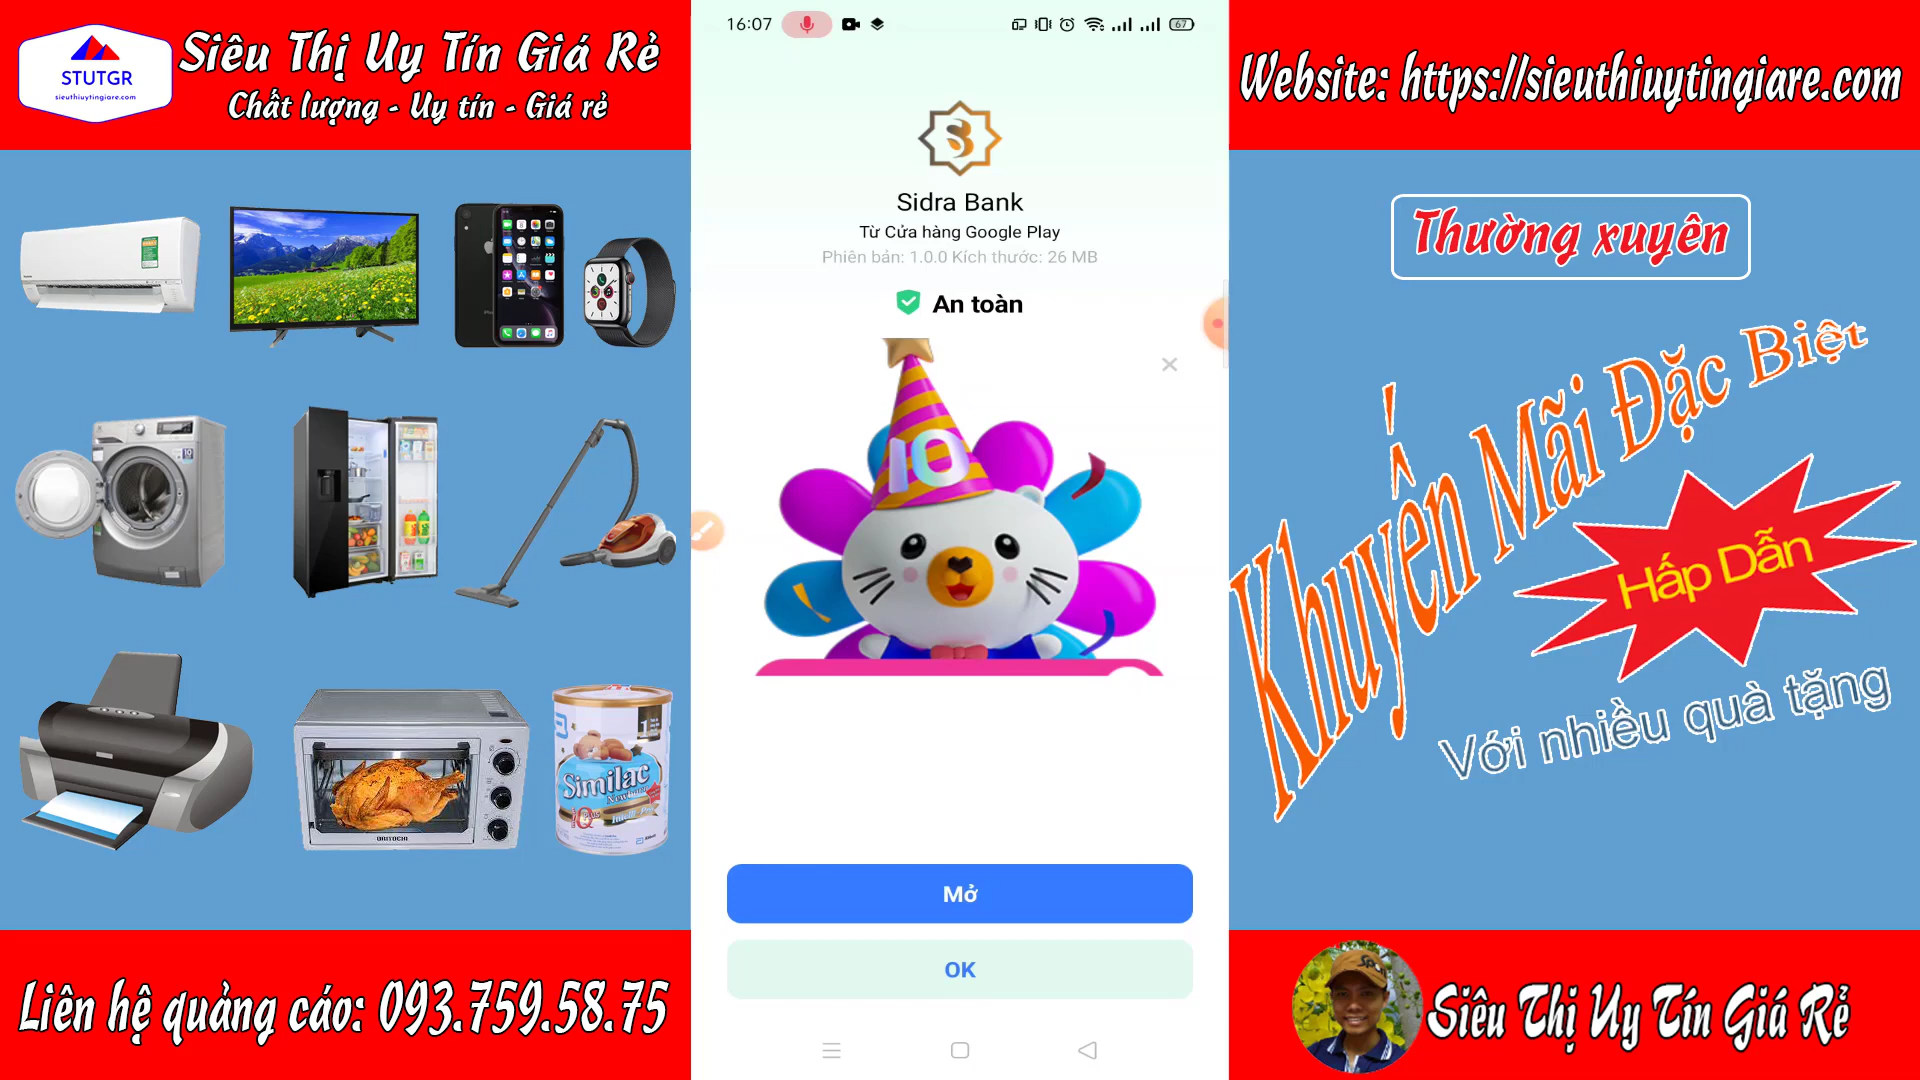 STUTGR
sieuthiuytingiare.com
Siêu Thị Uy Tín Giá Rẻ
Chất lượng - Uy tín - Giá rẻ
16:07
67
Sidra Bank
Từ Cửa hàng Google Play
Phiên bản: 1.0.0 Kích thước: 26 MB
An toàn
10
Mở
OK
Website: https://sieuthiuytingiare.com
Thường xuyên
Khuyến Mãi Đặc Biệt
Hấp Dẫn
Với nhiều quà tặng
Similac
IQ
1
Liên hệ quảng cáo: 093.759.58.75
Siêu Thị Uy Tín Giá Rẻ